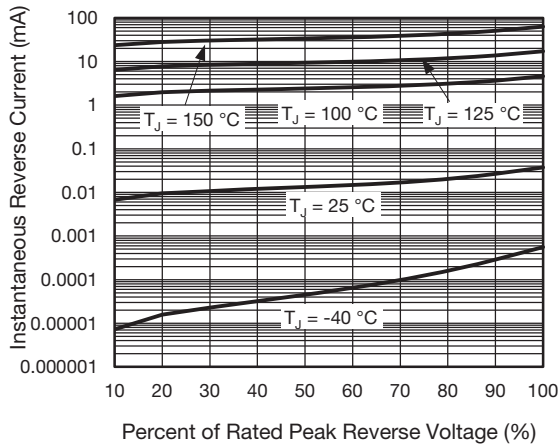 Instantaneous Reverse Current (mA)
100
10
1
0.1
0.01
0.001
0.0001
0.00001
0.000001
T_J = 150 °C
T_J = 100 °C
T_J = 125 °C
T_J = 25 °C
T_J = -40 °C
10 20 30 40 50 60 70 80 90 100
Percent of Rated Peak Reverse Voltage (%)